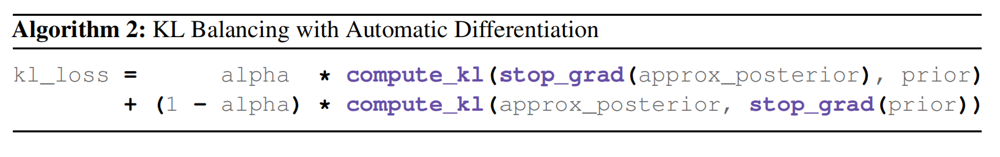 Algorithm 2: KL Balancing with Automatic Differentiation
kl_loss =      alpha  * compute_kl(stop_grad(approx_posterior), prior)
        + (1 - alpha) * compute_kl(approx_posterior, stop_grad(prior))